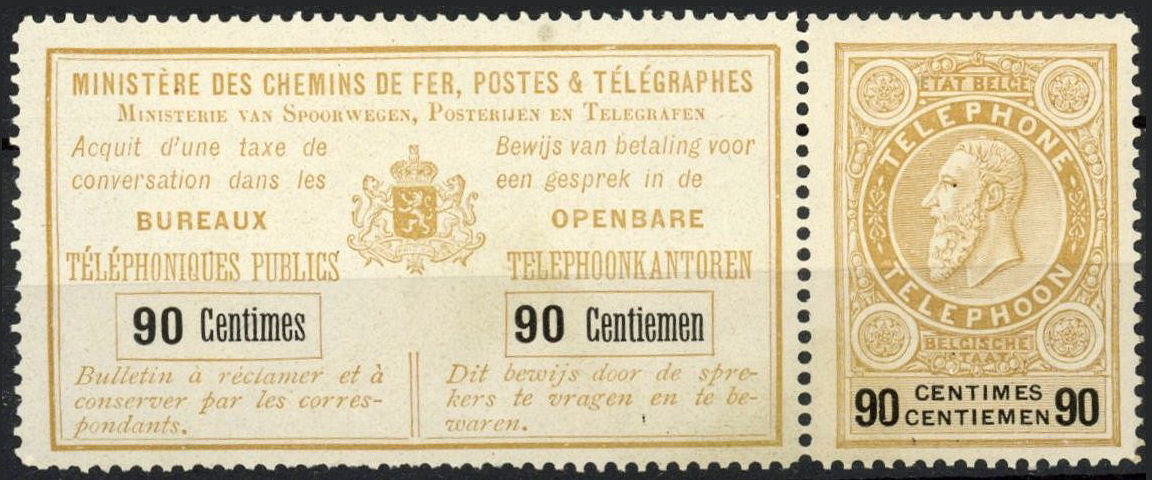 MINISTÈRE DES CHEMINS DE FER, POSTES & TÉLÉGRAPHES
MINISTERIE VAN SPOORWEGEN, POSTERIJEN EN TELEGRAFEN
Acquit d'une taxe de
conversation dans les
BUREAUX
TÉLÉPHONIQUES PUBLICS
90 Centimes
Bulletin à réclamer et à
conserver par les corres-
pondants.
Bewijs van betaling voor
een gesprek in de
OPENBARE
TELEPHOONKANTOREN
90 Centiemen
Dit bewijs door de spre-
kers te vragen en te be-
waren.
ETAT BELGE
TELEPHONE
TELEPHOON
BELGISCHE
STAAT
90 CENTIMES 90
CENTIEMEN